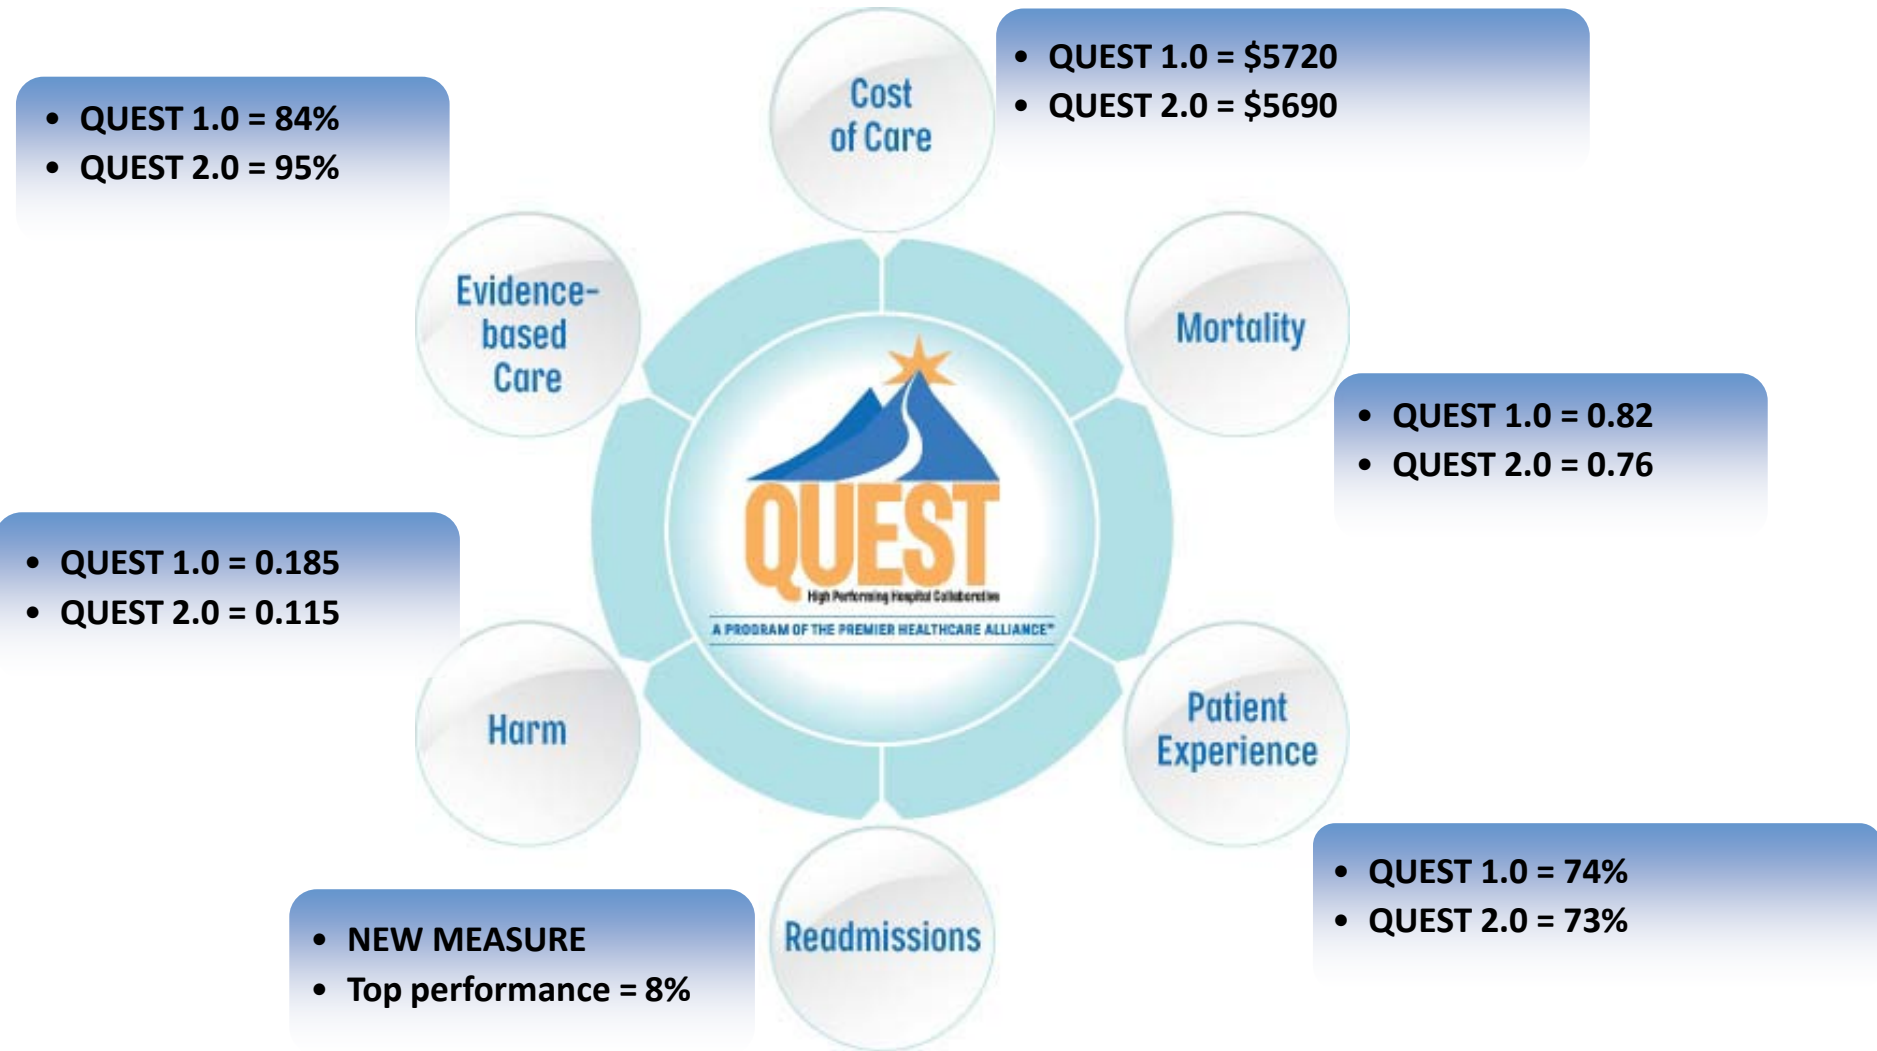 Cost
of Care
• QUEST 1.0 = $5720
• QUEST 2.0 = $5690
• QUEST 1.0 = 84%
• QUEST 2.0 = 95%
Evidence-
based
Care
Mortality
• QUEST 1.0 = 0.82
• QUEST 2.0 = 0.76
QUEST
High Performing Hospital Collaborative
A PROGRAM OF THE PREMIER HEALTHCARE ALLIANCE℠
• QUEST 1.0 = 0.185
• QUEST 2.0 = 0.115
Harm
Patient
Experience
• QUEST 1.0 = 74%
• QUEST 2.0 = 73%
• NEW MEASURE
• Top performance = 8%
Readmissions